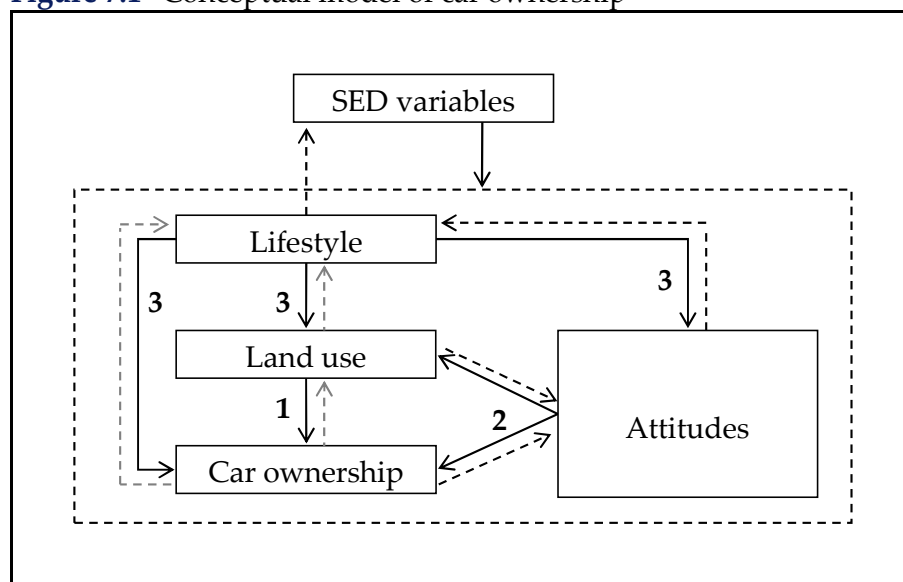 Figure 7.1 Conceptual model of car ownership
SED variables
Lifestyle
3
3
3
Land use
1
2
Attitudes
Car ownership